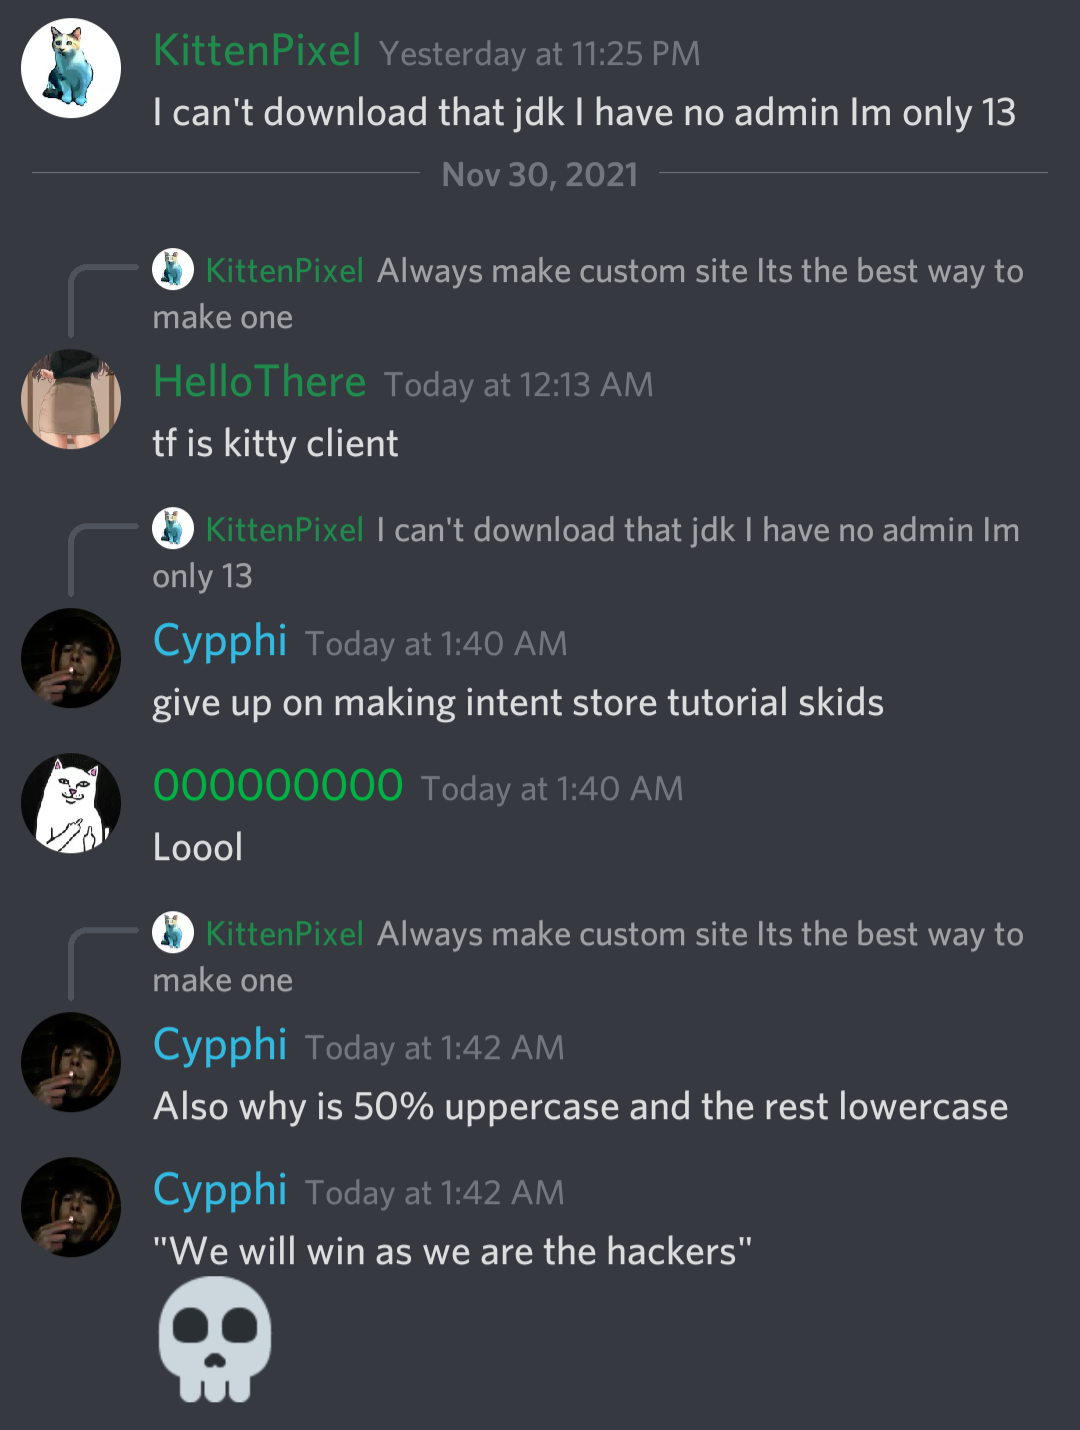 KittenPixel Yesterday at 11:25 PM
I can't download that jdk I have no admin Im only 13
Nov 30, 2021
KittenPixel Always make custom site Its the best way to
make one
HelloThere Today at 12:13 AM
tf is kitty client
KittenPixel I can't download that jdk I have no admin Im
only 13
Cypphi Today at 1:40 AM
give up on making intent store tutorial skids
000000000 Today at 1:40 AM
Loool
KittenPixel Always make custom site Its the best way to
make one
Cypphi Today at 1:42 AM
Also why is 50% uppercase and the rest lowercase
Cypphi Today at 1:42 AM
"We will win as we are the hackers"